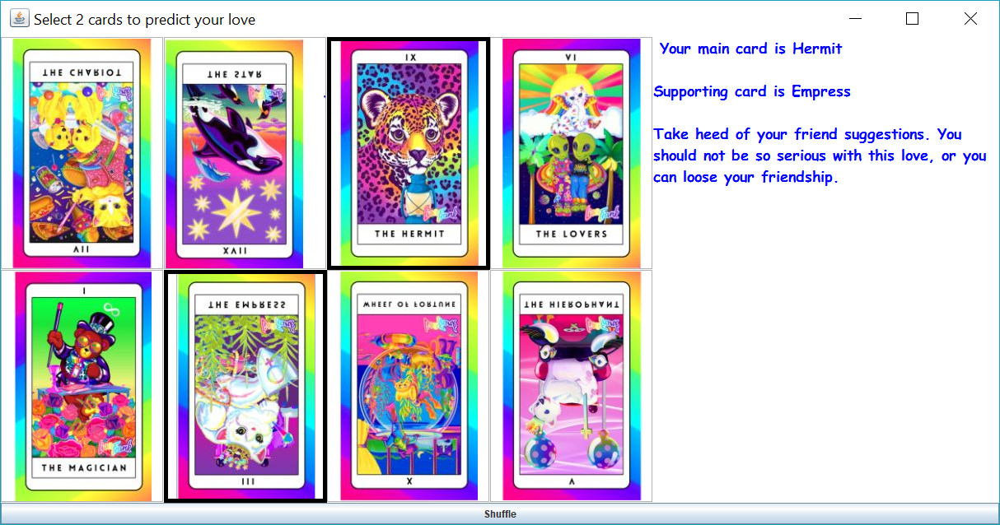 Select 2 cards to predict your love
THE CHARIOT
VII
THE STAR
XVII
IX
THE HERMIT
VI
THE LOVERS
I
THE MAGICIAN
THE EMPRESS
III
WHEEL OF FORTUNE
X
THE HIEROPHANT
V
Your main card is Hermit
Supporting card is Empress
Take heed of your friend suggestions. You
should not be so serious with this love, or you
can loose your friendship.
Shuffle